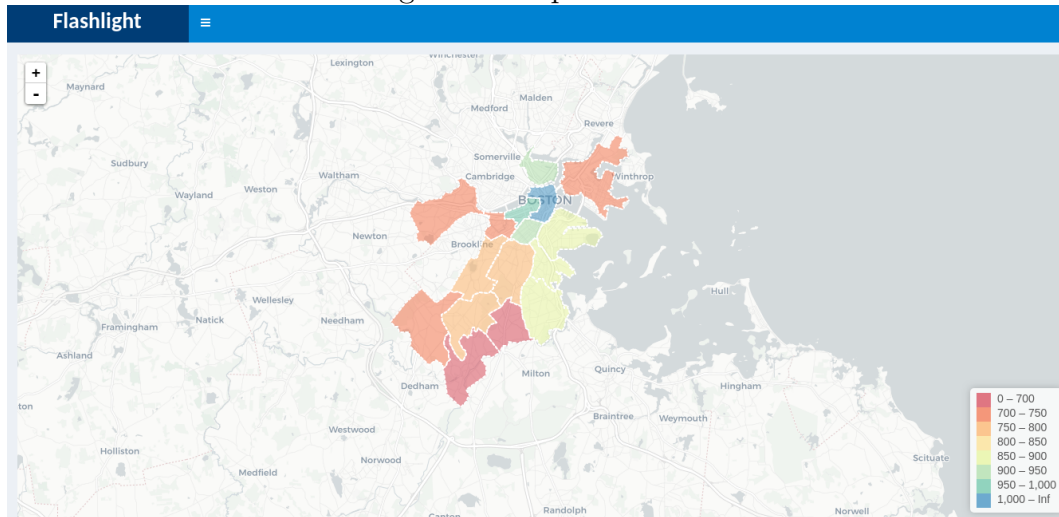 Flashlight
≡
Winchester
+
-
Lexington
Maynard
Malden
Medford
Revere
Somerville
Sudbury
Waltham
Cambridge
Winthrop
Weston
Wayland
BOSTON
Newton
Brookline
Hull
Wellesley
Needham
Framingham
Natick
Ashland
Quincy
Milton
Dedham
Hingham
ton
Braintree
Weymouth
Westwood
Holliston
Norwood
Scituate
Medfield
Randolph
Canton
Norwell
0 – 700
700 – 750
750 – 800
800 – 850
850 – 900
900 – 950
950 – 1,000
1,000 – Inf